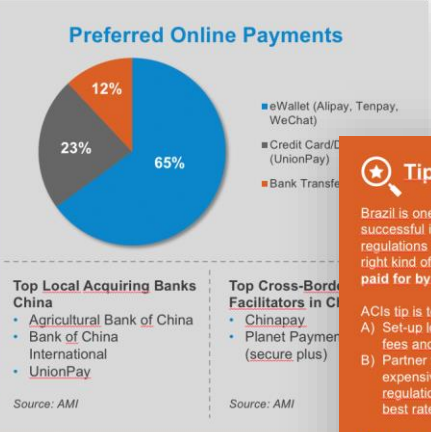 Preferred Online Payments
12%
23%
65%
eWallet (Alipay, Tenpay,
WeChat)
Credit Card/D
(UnionPay)
Bank Transfe
Top Local Acquiring Banks
China
• Agricultural Bank of China
• Bank of China
International
• UnionPay
Source: AMI
Top Cross-Borde
Facilitators in C
• Chinapay
• Planet Paymen
(secure plus)
Source: AMI
Tip
Brazil is one
successful i
regulations
right kind of
paid for by
ACIs tip is t
A) Set-up l
fees and
B) Partner
expensiv
regulatio
best rate